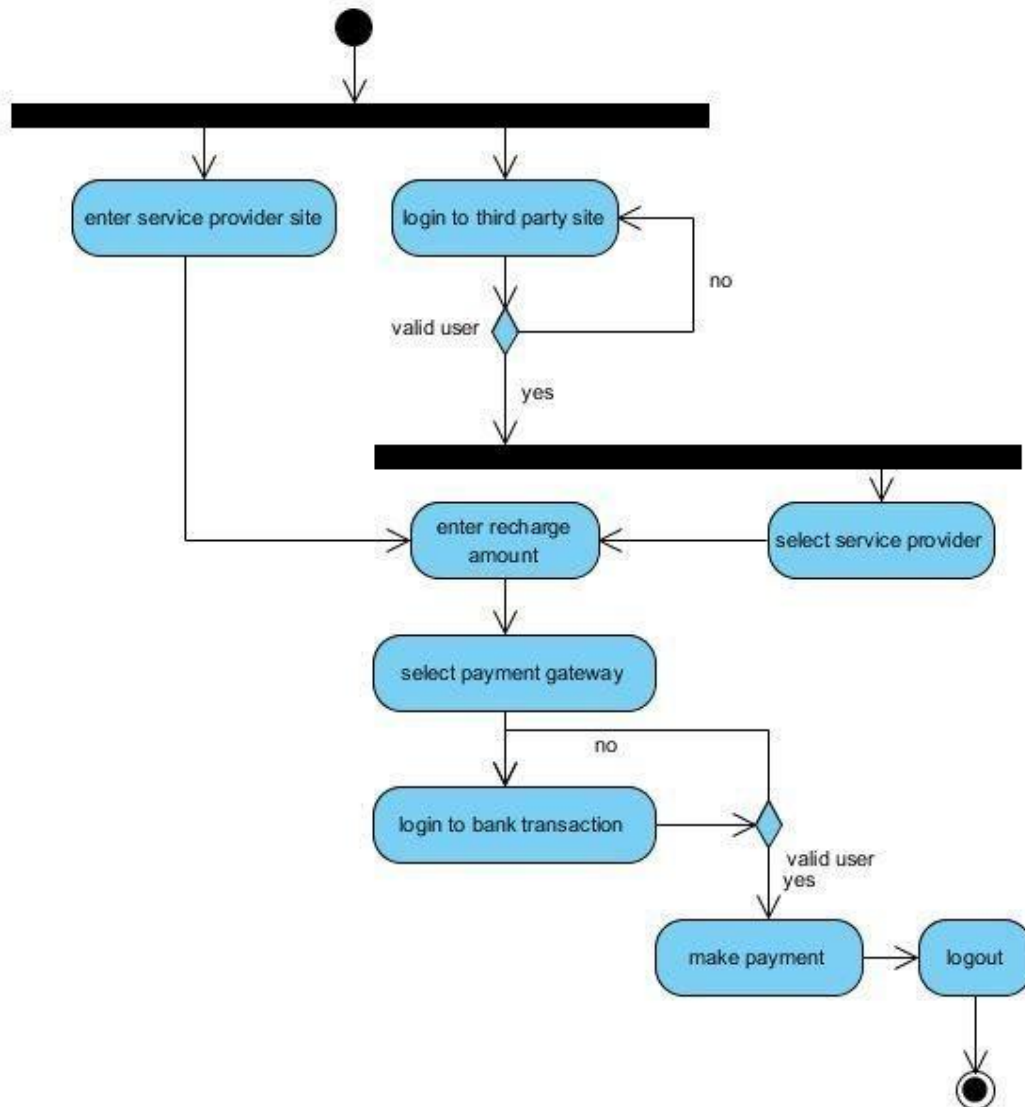 enter service provider site
login to third party site
no
valid user
yes
enter recharge
amount
select service provider
select payment gateway
no
login to bank transaction
valid user
yes
make payment
logout